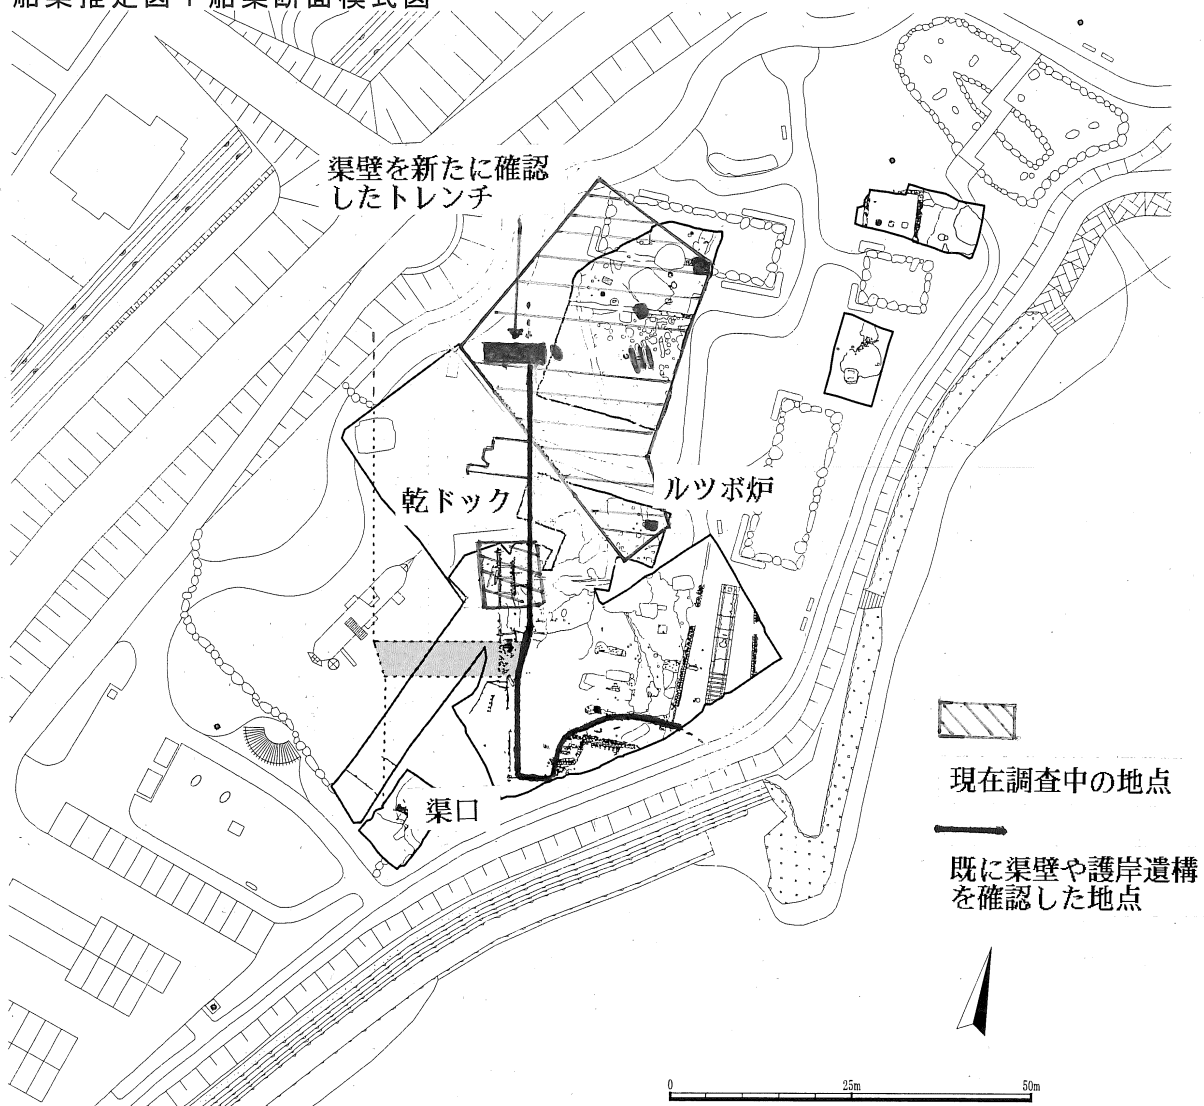 船渠推定図・船渠断面模式図
渠壁を新たに確認
したトレンチ
乾ドック
ルツボ炉
渠口
現在調査中の地点
既に渠壁や護岸遺構
を確認した地点
0 25m 50m